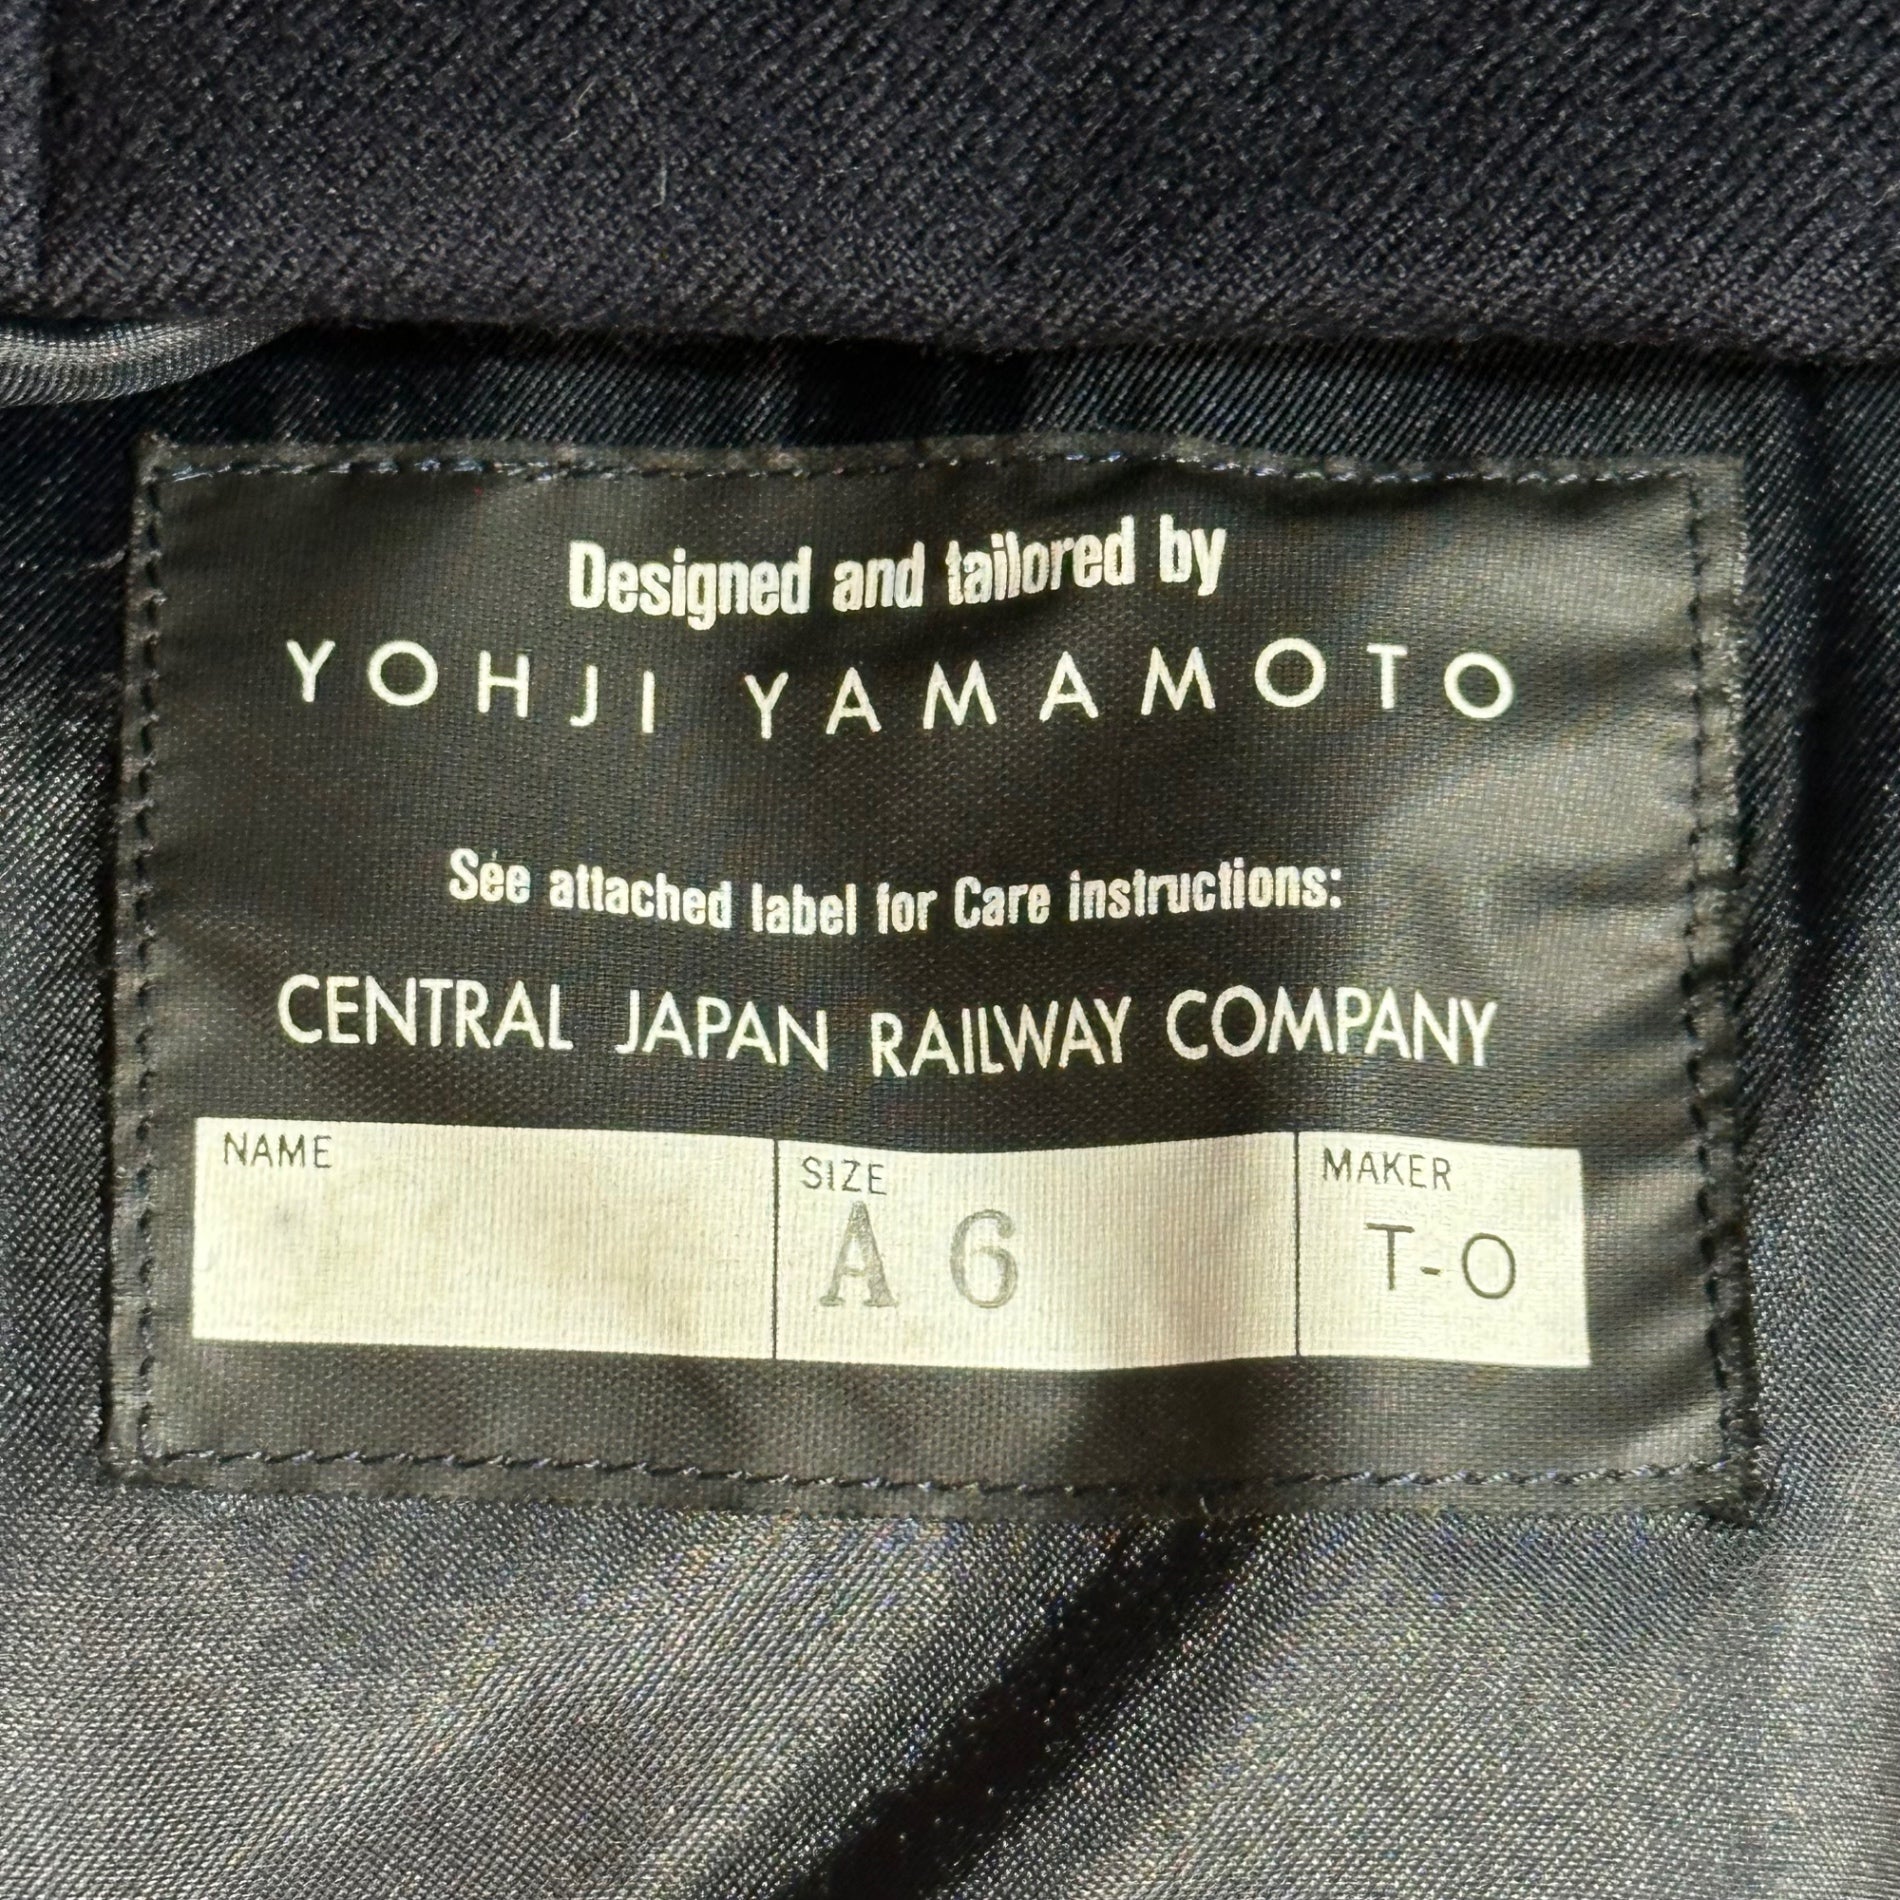 Designed and tailored by
YOHJI YAMAMOTO
See attached label for Care instructions:
CENTRAL JAPAN RAILWAY COMPANY
NAME SIZE MAKER
A6 T-O